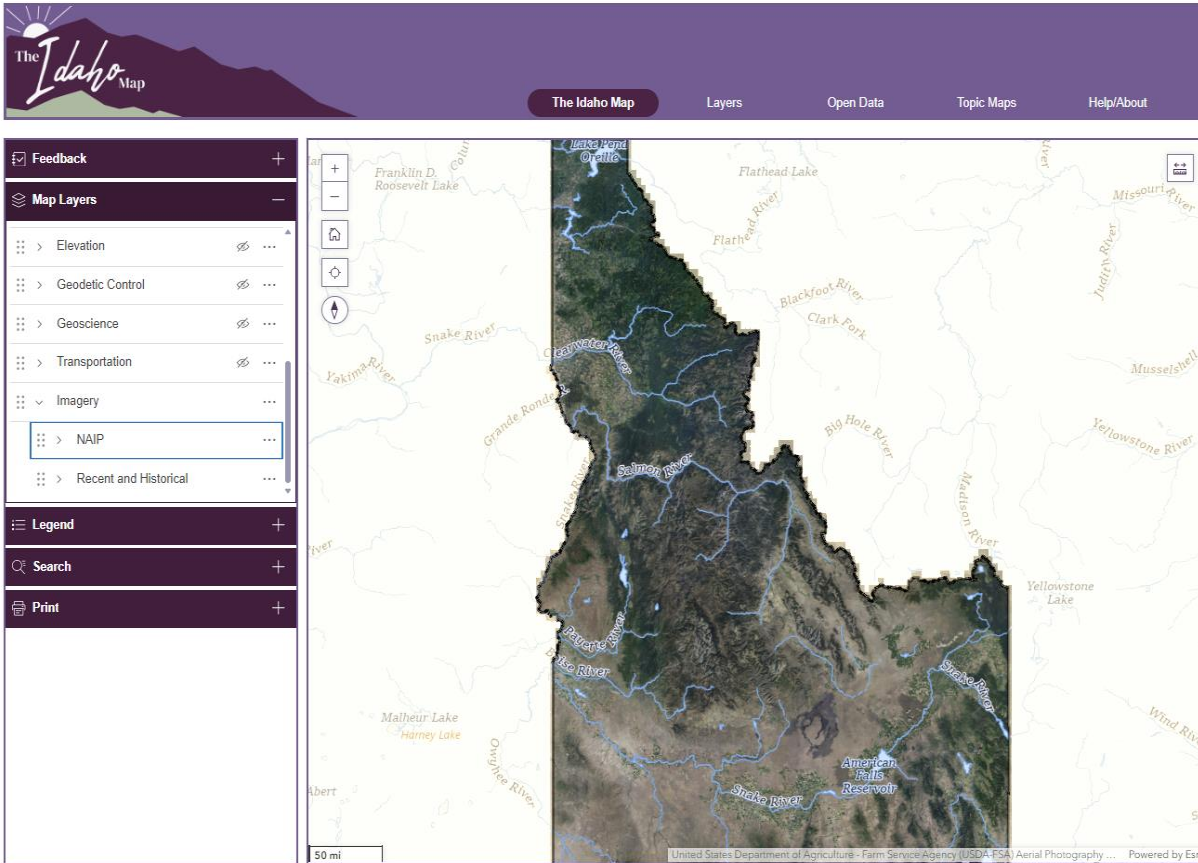 The
Idaho
Map
The Idaho Map
Layers
Open Data
Topic Maps
Help/About
Feedback
Map Layers
Elevation
Geodetic Control
Geoscience
Transportation
Imagery
NAIP
Recent and Historical
Legend
Search
Print
Lake Pend
Oreille
Franklin D.
Roosevelt Lake
Flathead Lake
Missouri River
Flathead River
Judith River
Blackfoot River
Clark Fork
Snake River
Clearwater River
Yakima River
Musselshell
Grande Ronde
Big Hole River
Yellowstone River
Salmon River
Snake River
Madison River
River
Yellowstone
Lake
Payette River
Boise River
Snake River
Malheur Lake
Harney Lake
Owyhee River
American
Falls
Reservoir
Snake River
50 mi
United States Department of Agriculture - Farm Service Agency (USDA-FSA) Aerial Photography ...
Powered by Esri